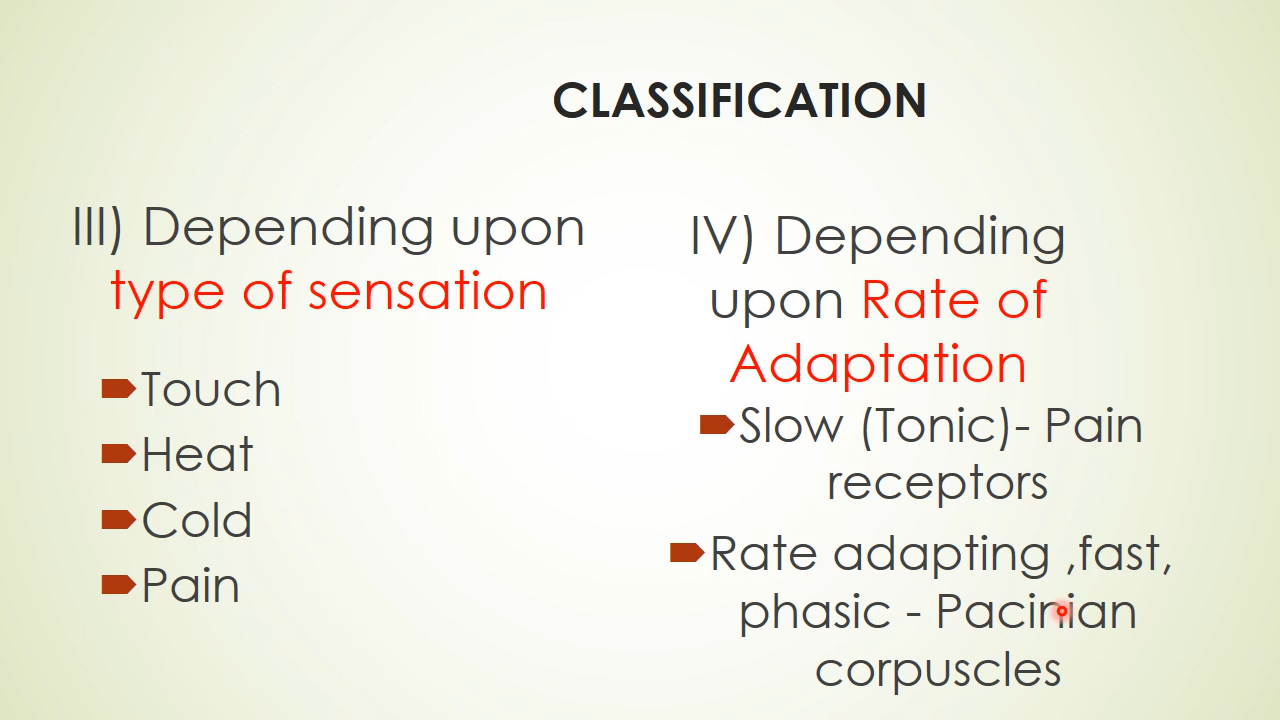 CLASSIFICATION
III) Depending upon
type of sensation
Touch
Heat
Cold
Pain
IV) Depending
upon Rate of
Adaptation
Slow (Tonic)- Pain
receptors
Rate adapting ,fast,
phasic - Pacinian
corpuscles